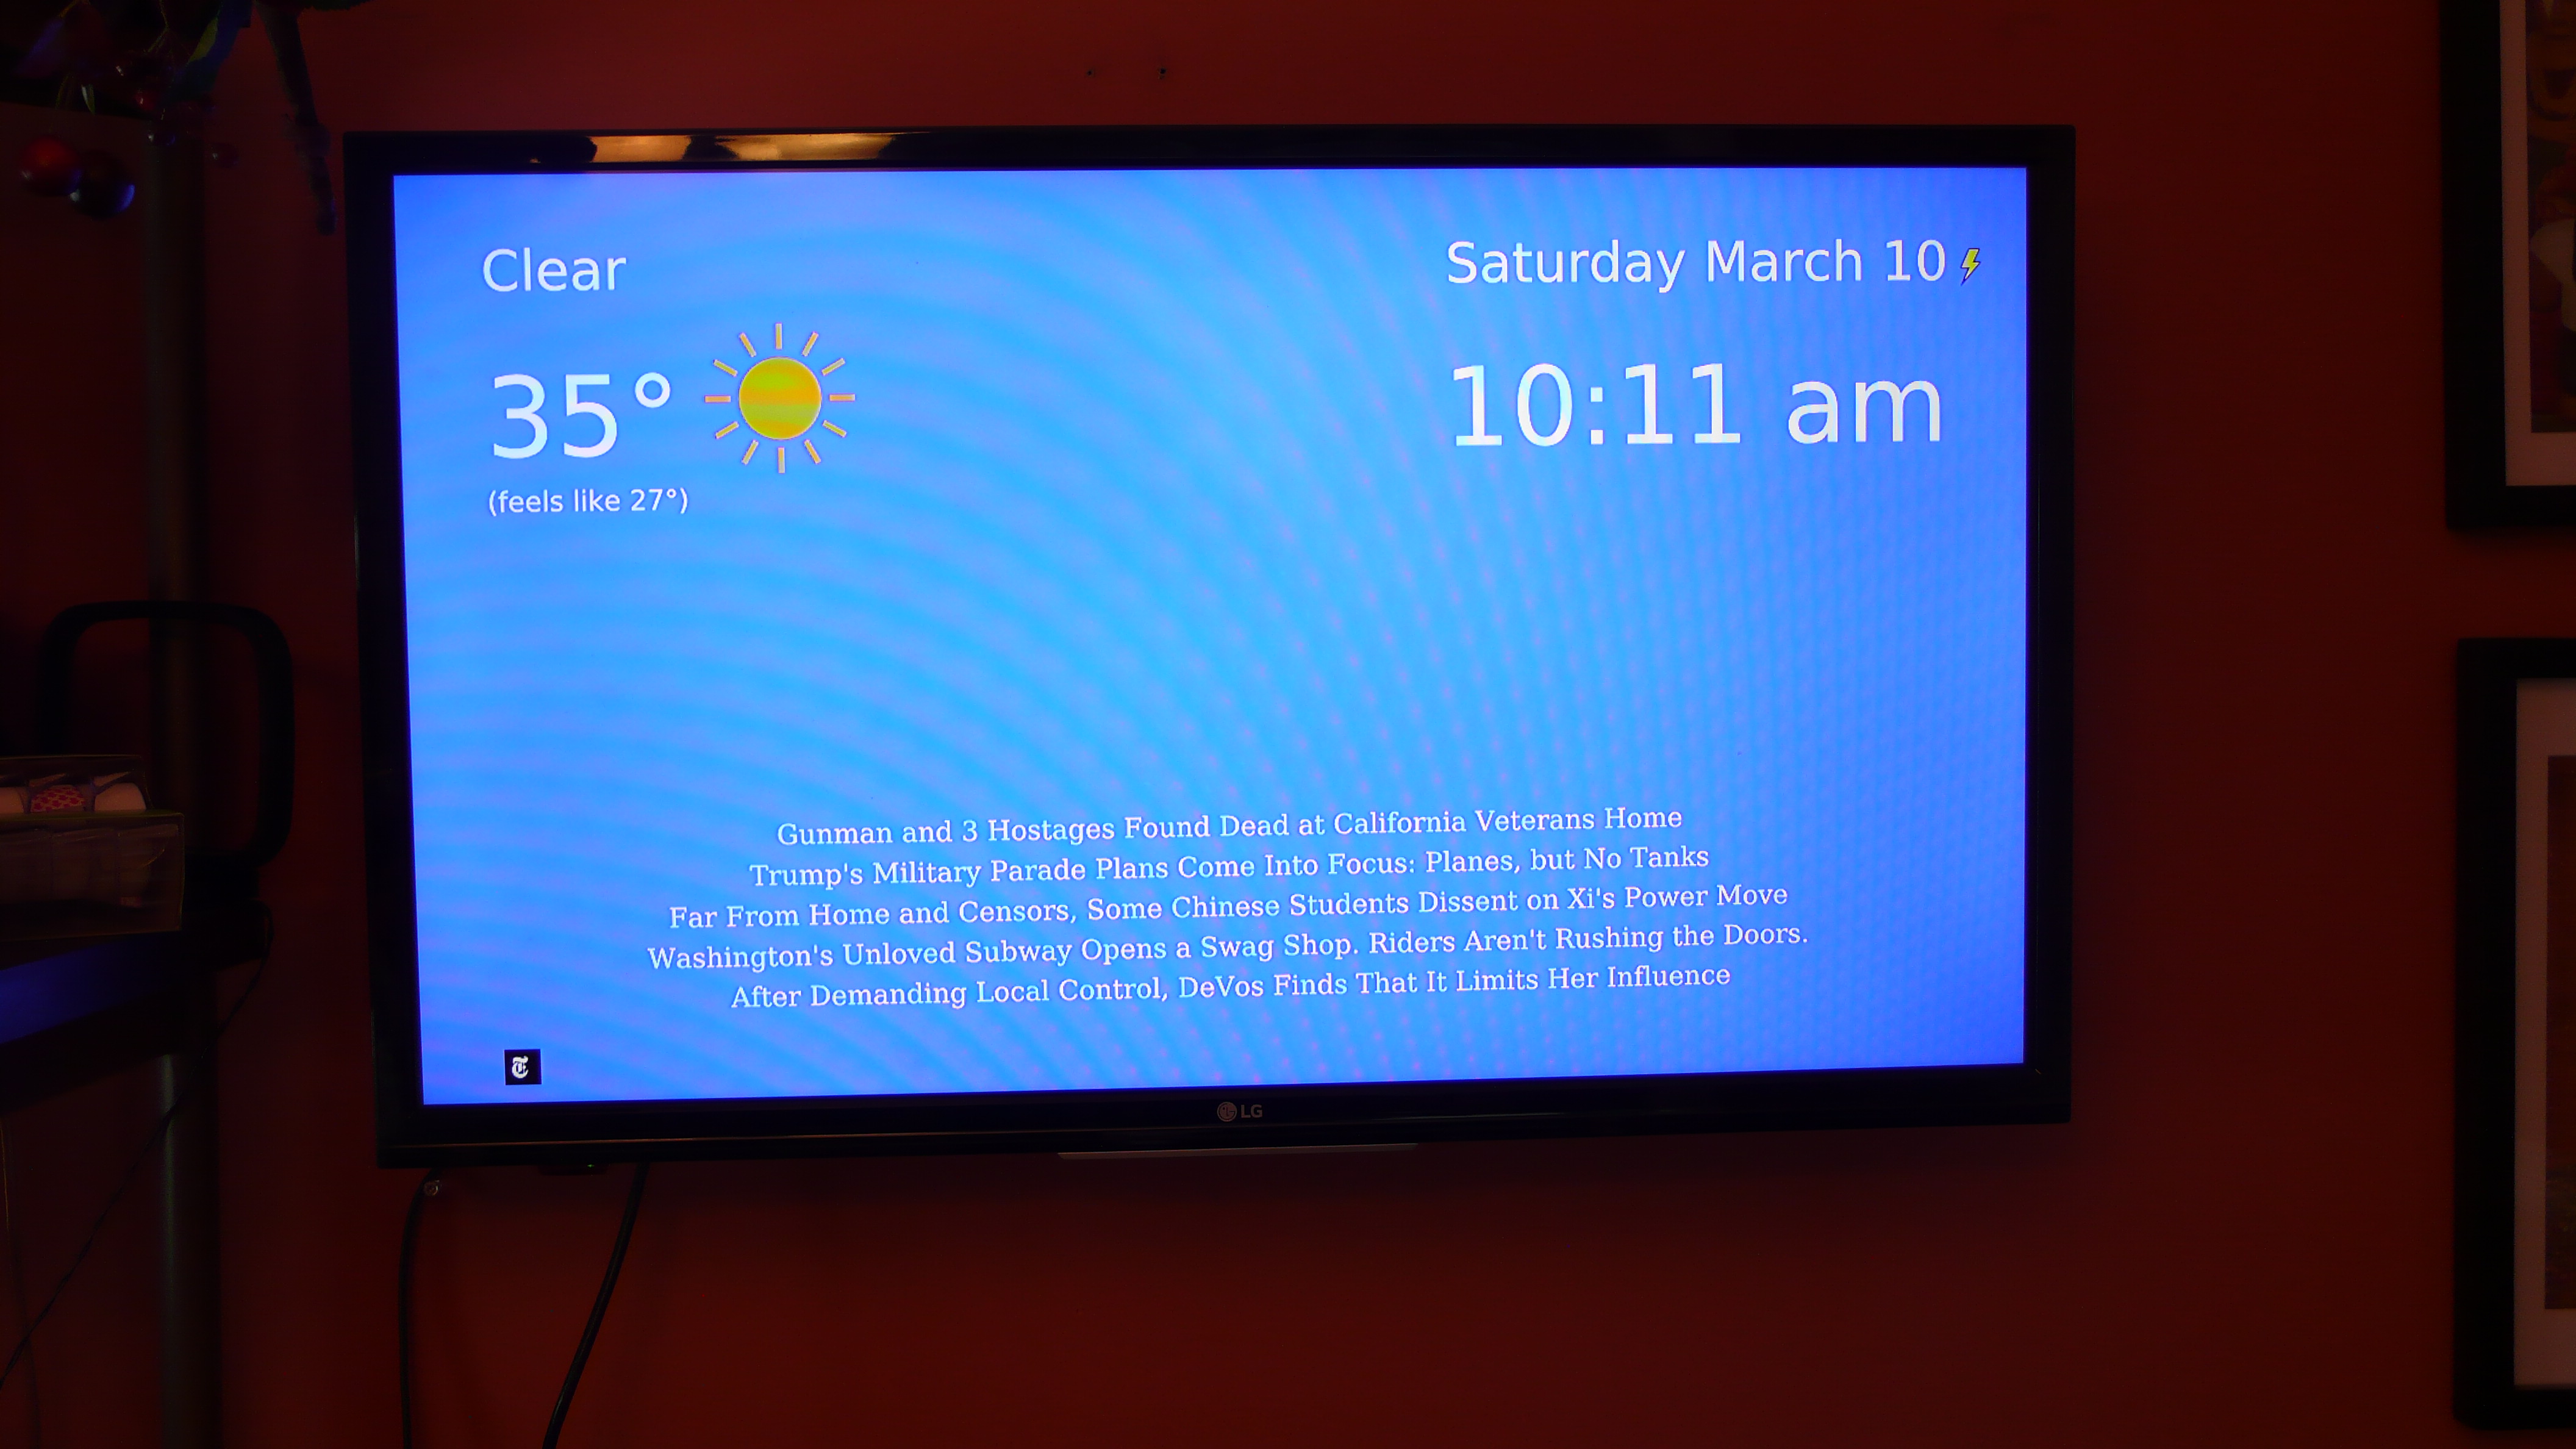 Clear
Saturday March 10
35°
10:11 am
(feels like 27°)
Gunman and 3 Hostages Found Dead at California Veterans Home
Trump's Military Parade Plans Come Into Focus: Planes, but No Tanks
Far From Home and Censors, Some Chinese Students Dissent on Xi's Power Move
Washington's Unloved Subway Opens a Swag Shop. Riders Aren't Rushing the Doors.
After Demanding Local Control, DeVos Finds That It Limits Her Influence
T
LG